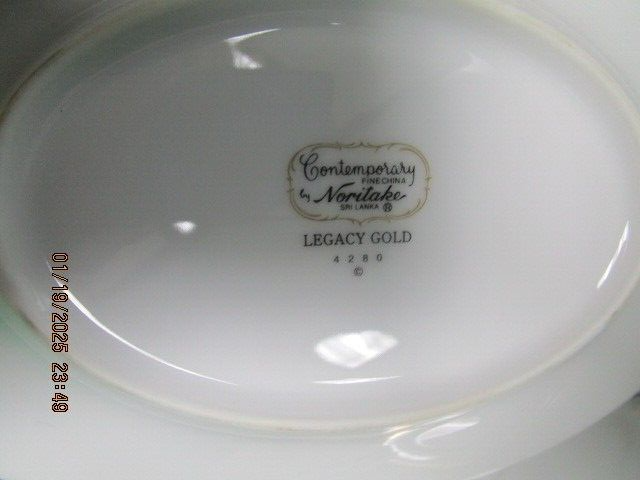 Contemporary
FINE CHINA
by Noritake
SRI LANKA ®
LEGACY GOLD
4280
©
01/19/2025 23:49